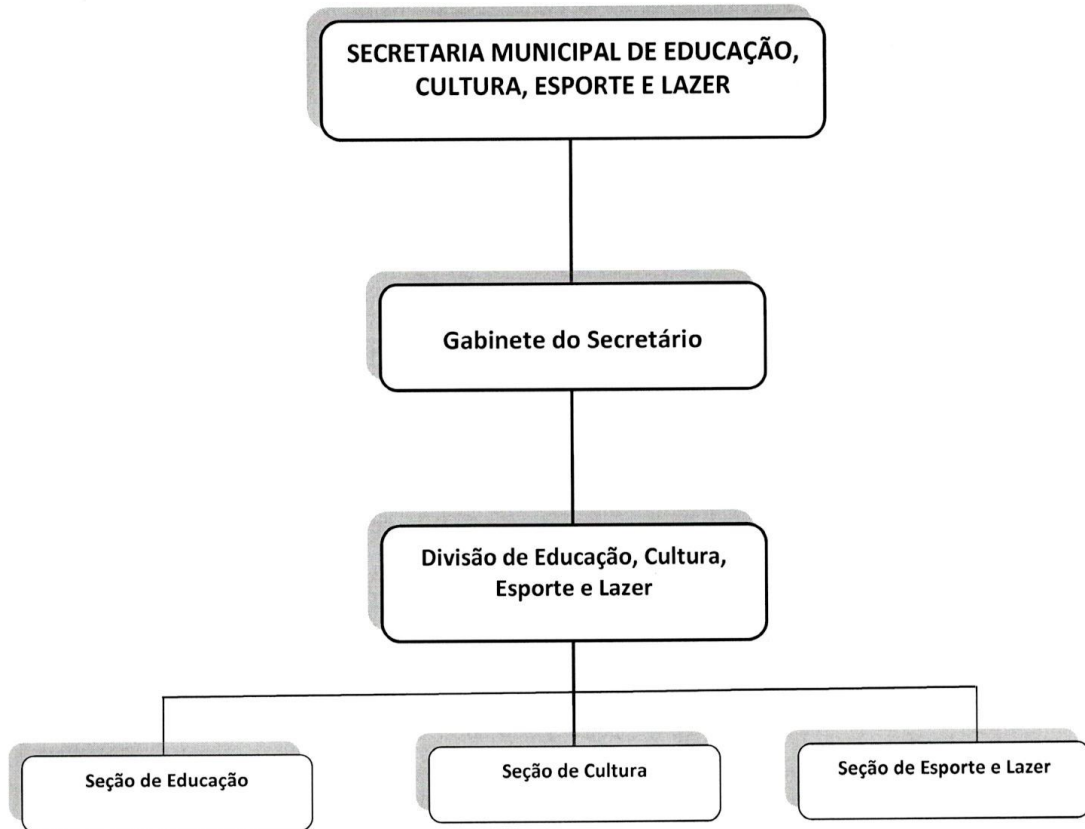 SECRETARIA MUNICIPAL DE EDUCAÇÃO,
CULTURA, ESPORTE E LAZER
Gabinete do Secretário
Divisão de Educação, Cultura,
Esporte e Lazer
Seção de Educação
Seção de Cultura
Seção de Esporte e Lazer